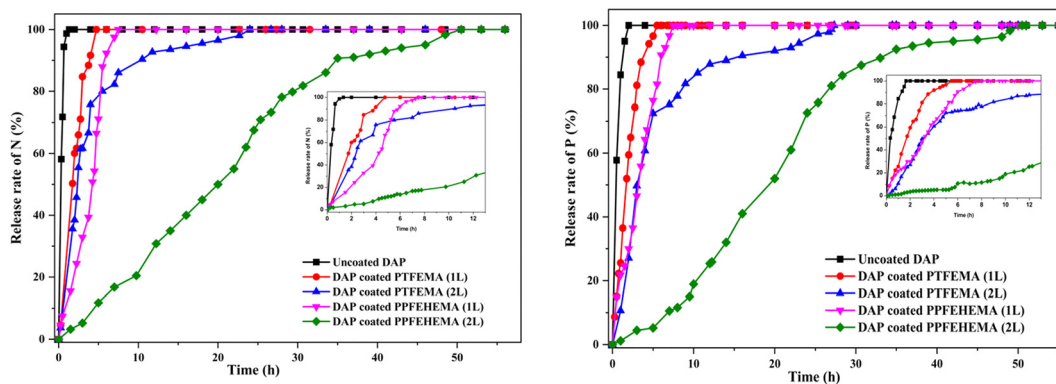 100
80
60
40
20
0
Release rate of N (%)
0
10
20
30
40
50
Time (h)
Uncoated DAP
DAP coated PTFEMA (1L)
DAP coated PTFEMA (2L)
DAP coated PPFEHEMA (1L)
DAP coated PPFEHEMA (2L)
100
80
60
40
20
0
Release rate of N (%)
0
2
4
6
8
10
12
Time (h)
100
80
60
40
20
0
Release rate of P (%)
0
10
20
30
40
50
Time (h)
Uncoated DAP
DAP coated PTFEMA (1L)
DAP coated PTFEMA (2L)
DAP coated PPFEHEMA (1L)
DAP coated PPFEHEMA (2L)
100
80
60
40
20
0
Release rate of P (%)
0
2
4
6
8
10
12
Time (h)